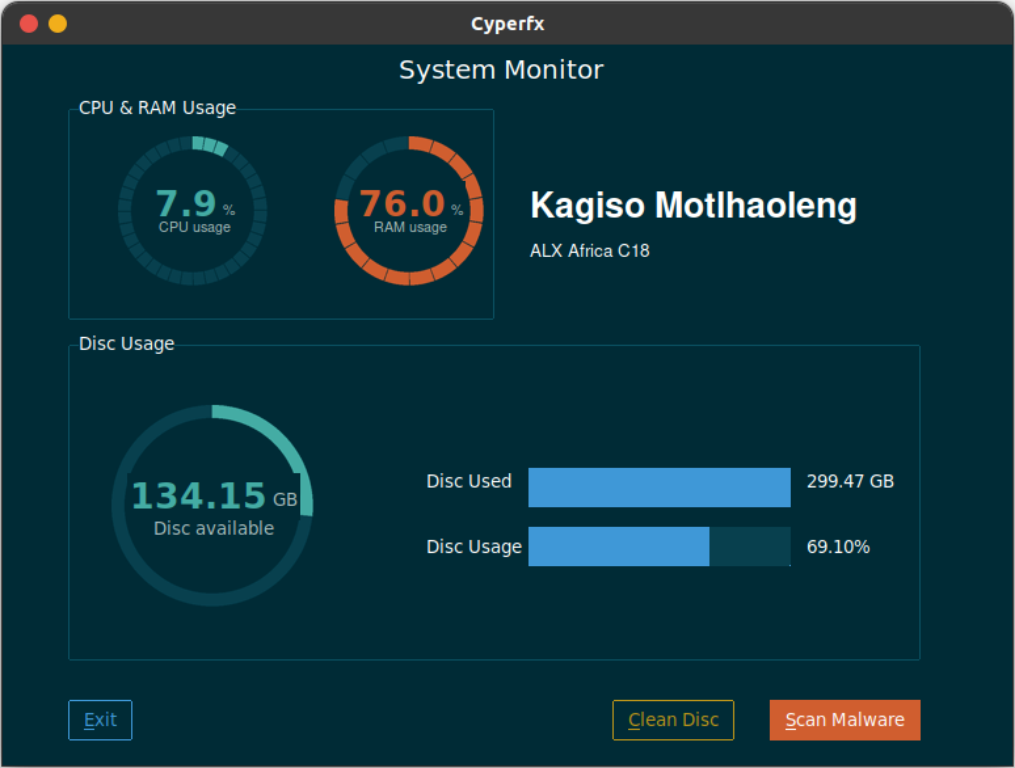 Cyperfx
System Monitor
CPU & RAM Usage
7.9 %
CPU usage
76.0 %
RAM usage
Kagiso Motlhaoleng
ALX Africa C18
Disc Usage
134.15 GB
Disc available
Disc Used 299.47 GB
Disc Usage 69.10%
Exit Clean Disc Scan Malware